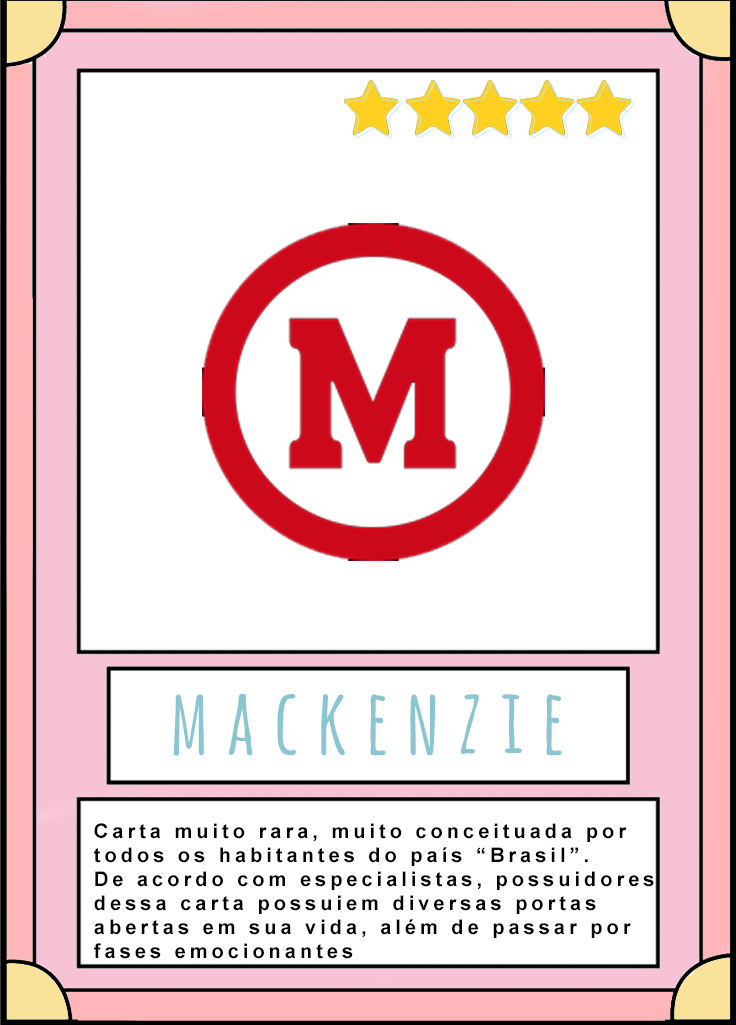 M
MACKENZIE
Carta muito rara, muito conceituada por
todos os habitantes do país “Brasil”.
De acordo com especialistas, possuidores
dessa carta possuiem diversas portas
abertas em sua vida, além de passar por
fases emocionantes